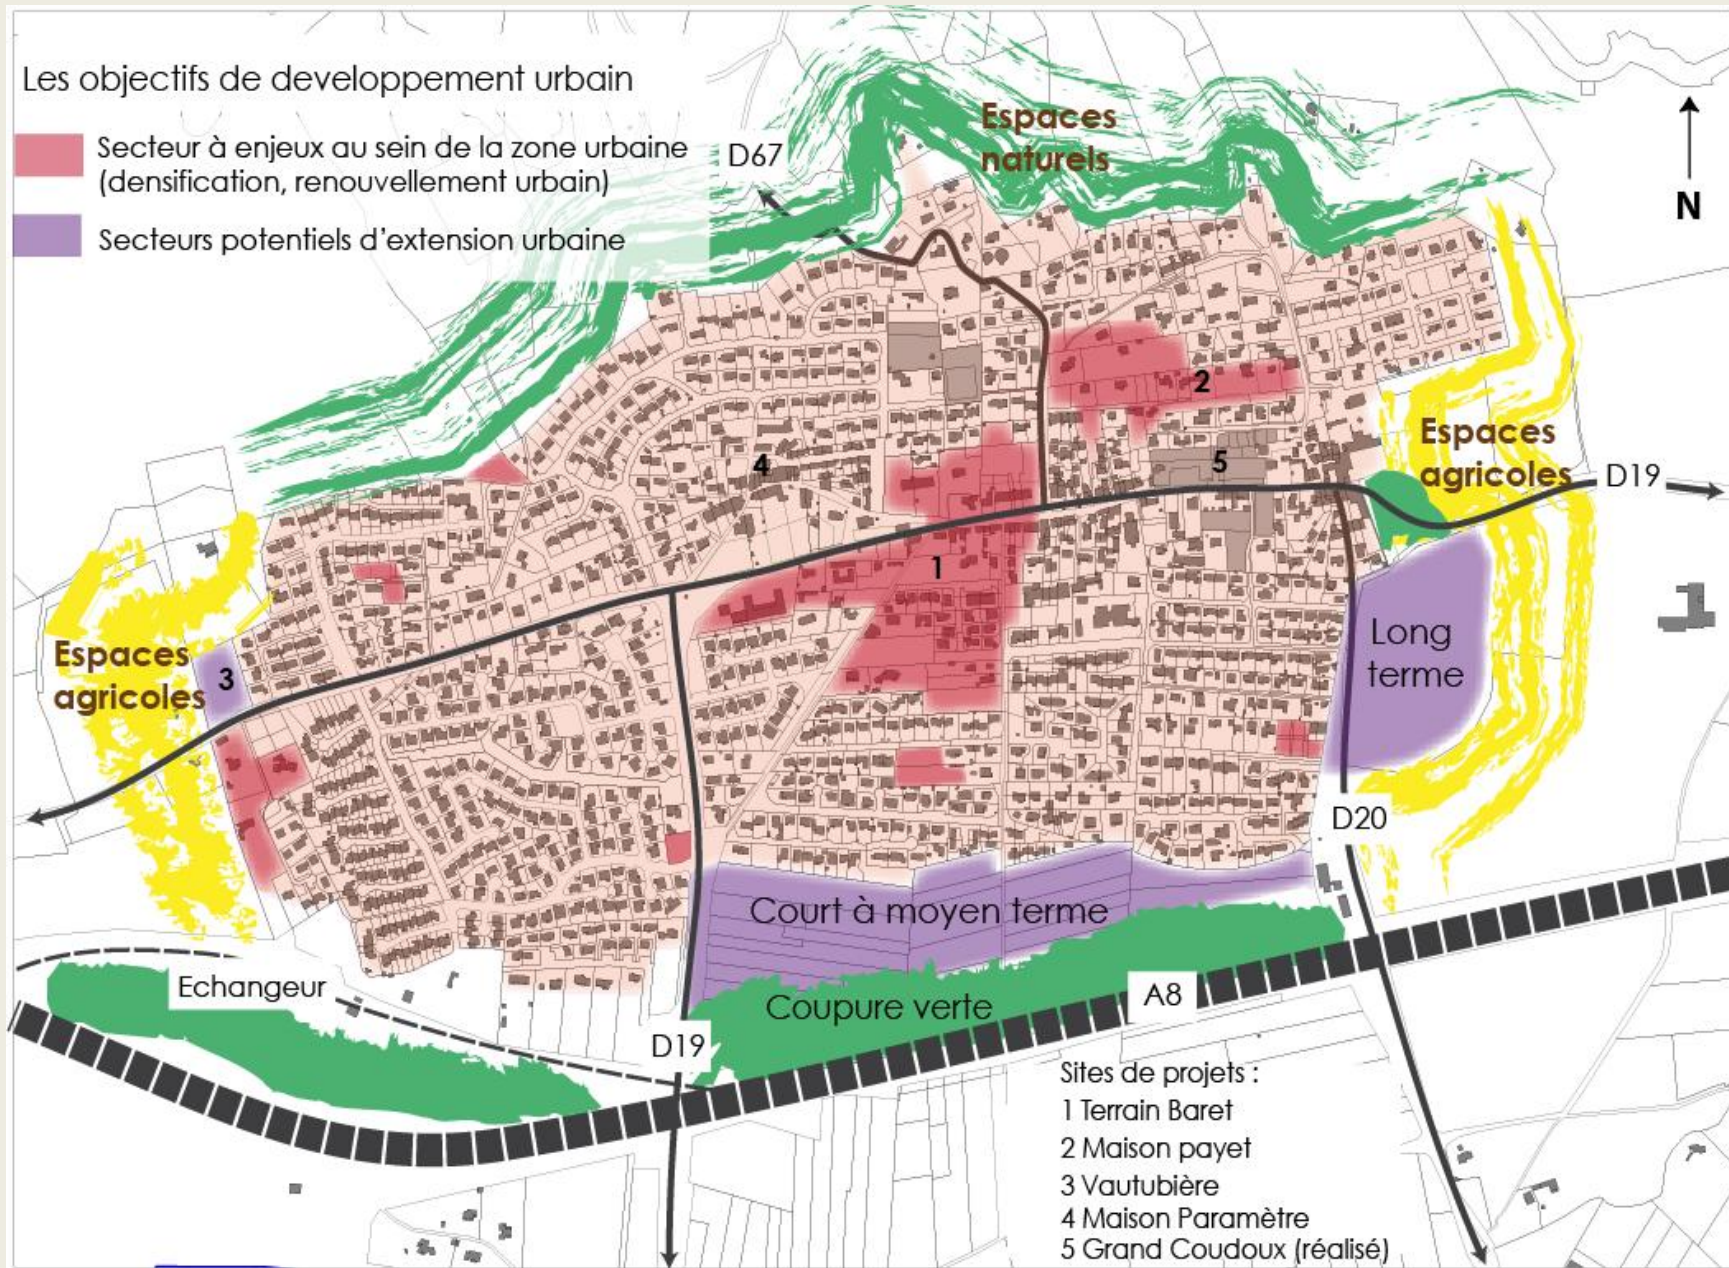 Les objectifs de developpement urbain
Secteur à enjeux au sein de la zone urbaine
(densification, renouvellement urbain)
Secteurs potentiels d'extension urbaine
D67
Espaces
naturels
N
2
4
5
Espaces
agricoles
D19
1
Espaces
agricoles
3
Long
terme
D20
Court à moyen terme
Echangeur
Coupure verte
A8
D19
Sites de projets :
1 Terrain Baret
2 Maison payet
3 Vautubière
4 Maison Paramètre
5 Grand Coudoux (réalisé)